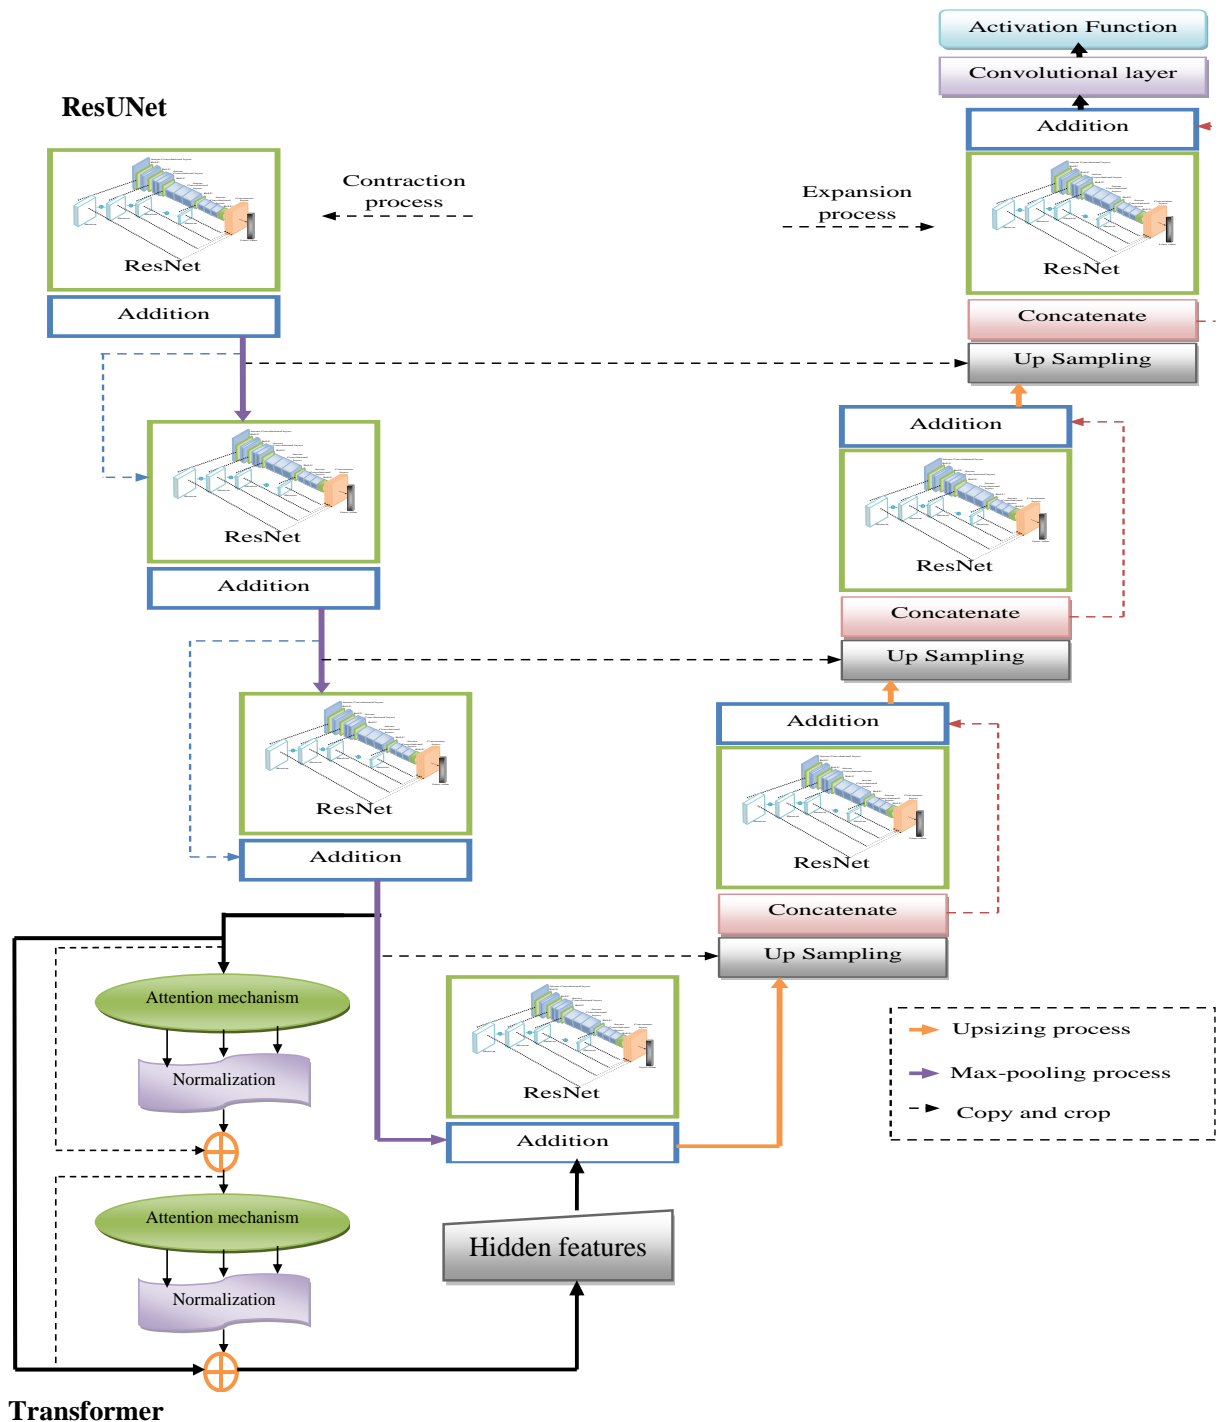 Activation Function
Convolutional layer
Addition
ResUNet
ResNet
Contraction
process
Expansion
process
ResNet
Addition
Concatenate
Up Sampling
Addition
ResNet
ResNet
Addition
Concatenate
Up Sampling
Addition
ResNet
ResNet
Addition
Concatenate
Up Sampling
Attention mechanism
Normalization
ResNet
Addition
Upsizing process
Max-pooling process
Copy and crop
Attention mechanism
Normalization
Hidden features
Transformer